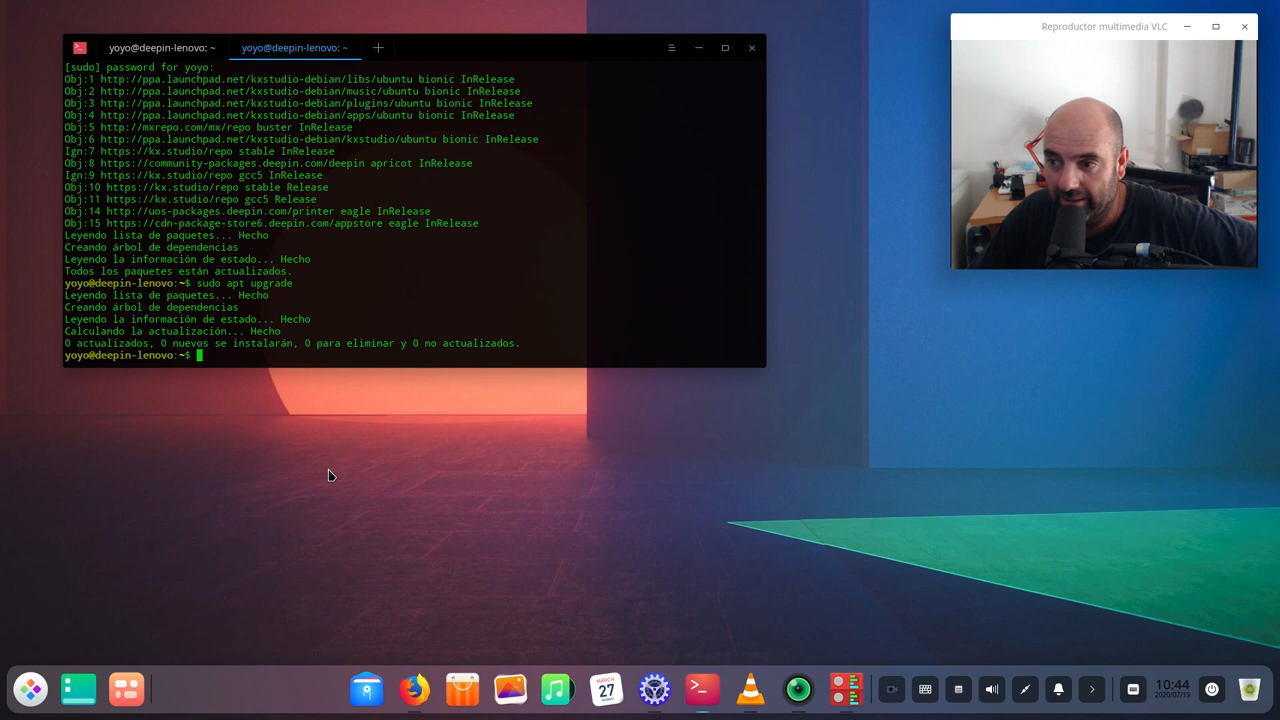 yoyo@deepin-lenovo: ~
yoyo@deepin-lenovo: ~
[sudo] password for yoyo:
Obj:1 http://ppa.launchpad.net/kxstudio-debian/libs/ubuntu bionic InRelease
Obj:2 http://ppa.launchpad.net/kxstudio-debian/music/ubuntu bionic InRelease
Obj:3 http://ppa.launchpad.net/kxstudio-debian/plugins/ubuntu bionic InRelease
Obj:4 http://ppa.launchpad.net/kxstudio-debian/apps/ubuntu bionic InRelease
Obj:5 http://mxrepo.com/mx/repo buster InRelease
Obj:6 http://ppa.launchpad.net/kxstudio-debian/kxstudio/ubuntu bionic InRelease
Ign:7 https://kx.studio/repo stable InRelease
Obj:8 https://community-packages.deepin.com/deepin apricot InRelease
Ign:9 https://kx.studio/repo gcc5 InRelease
Obj:10 https://kx.studio/repo stable Release
Obj:11 https://kx.studio/repo gcc5 Release
Obj:14 http://uos-packages.deepin.com/printer eagle InRelease
Obj:15 https://cdn-package-store6.deepin.com/appstore eagle InRelease
Leyendo lista de paquetes... Hecho
Creando árbol de dependencias
Leyendo la información de estado... Hecho
Todos los paquetes están actualizados.
yoyo@deepin-lenovo:~$ sudo apt upgrade
Leyendo lista de paquetes... Hecho
Creando árbol de dependencias
Leyendo la información de estado... Hecho
Calculando la actualización... Hecho
0 actualizados, 0 nuevos se instalarán, 0 para eliminar y 0 no actualizados.
yoyo@deepin-lenovo:~$
Reproductor multimedia VLC
MARCH
27
10:44
2020/07/19